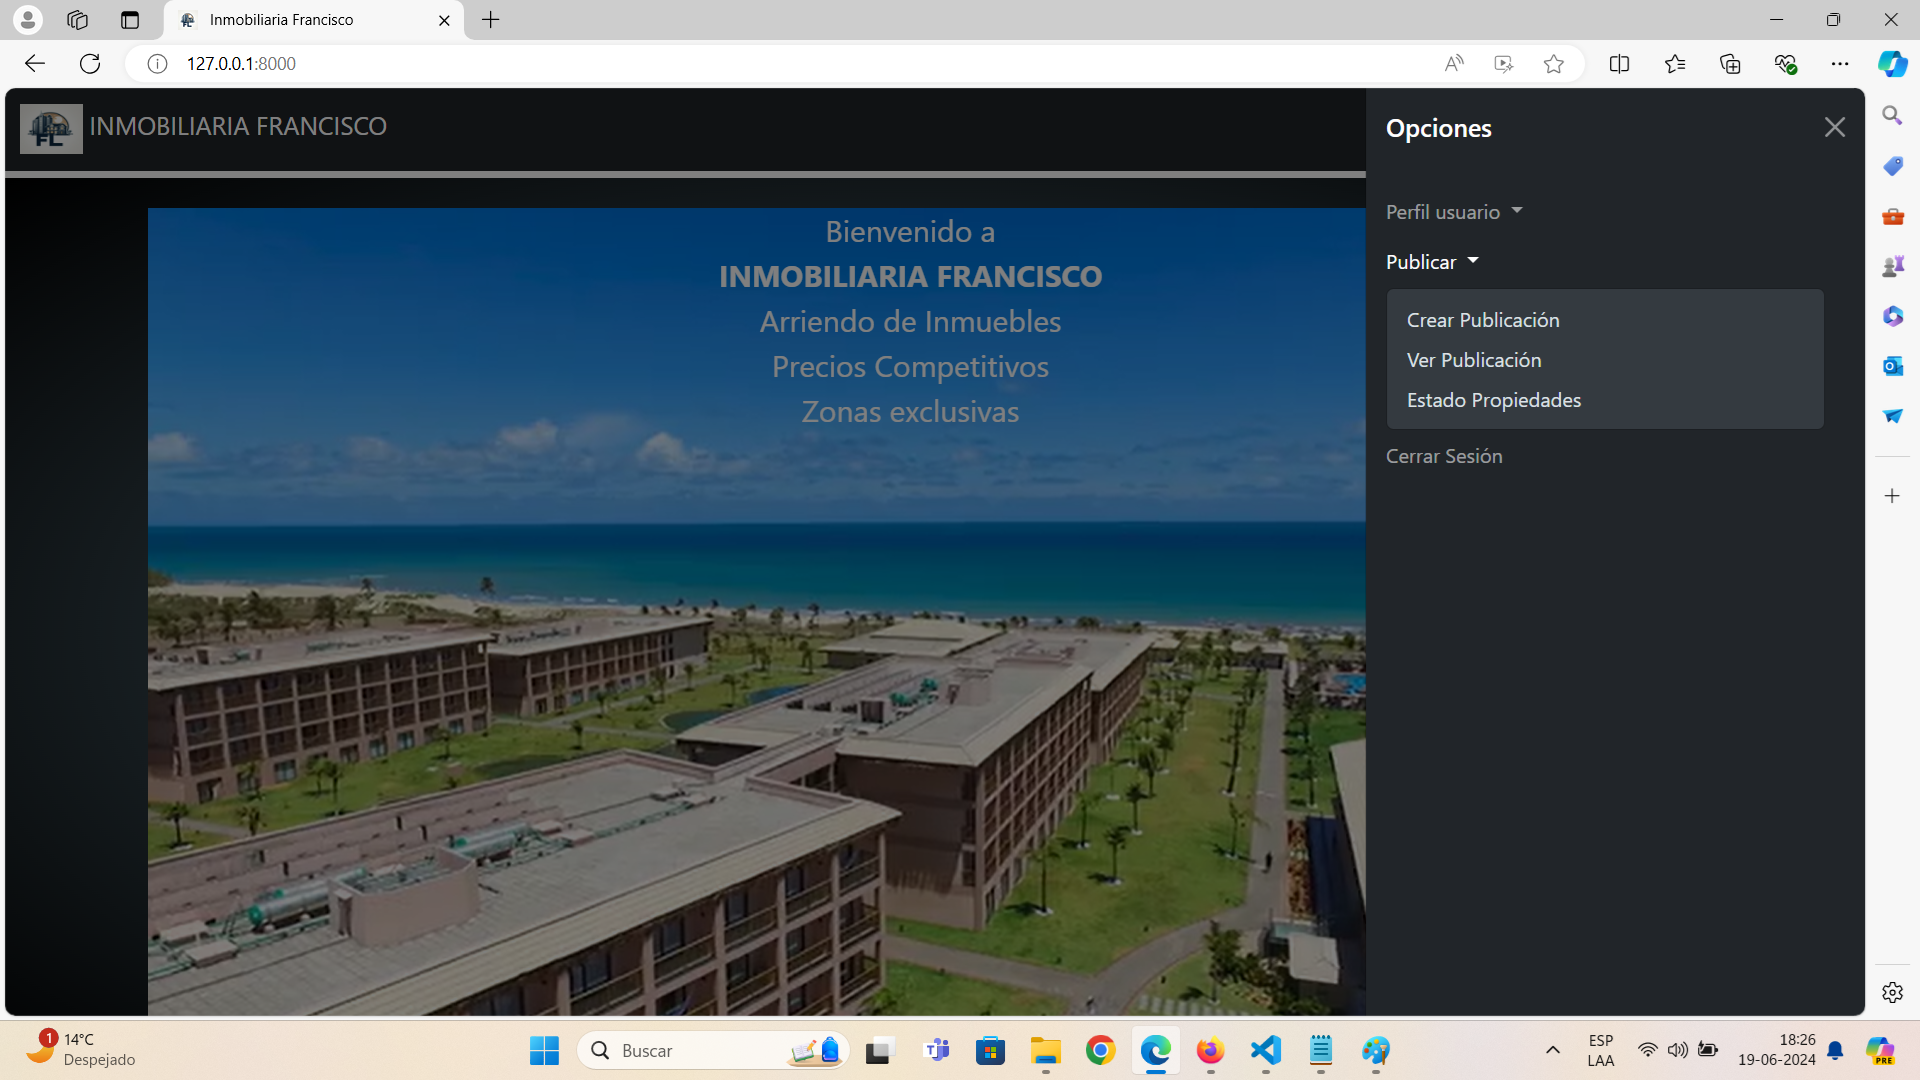 Inmobiliaria Francisco
127.0.0.1:8000
FL
INMOBILIARIA FRANCISCO
Bienvenido a
INMOBILIARIA FRANCISCO
Arriendo de Inmuebles
Precios Competitivos
Zonas exclusivas
Opciones
Perfil usuario
Publicar
Crear Publicación
Ver Publicación
Estado Propiedades
Cerrar Sesión
1
14°C
Despejado
Buscar
ESP
LAA
18:26
19-06-2024
PRE